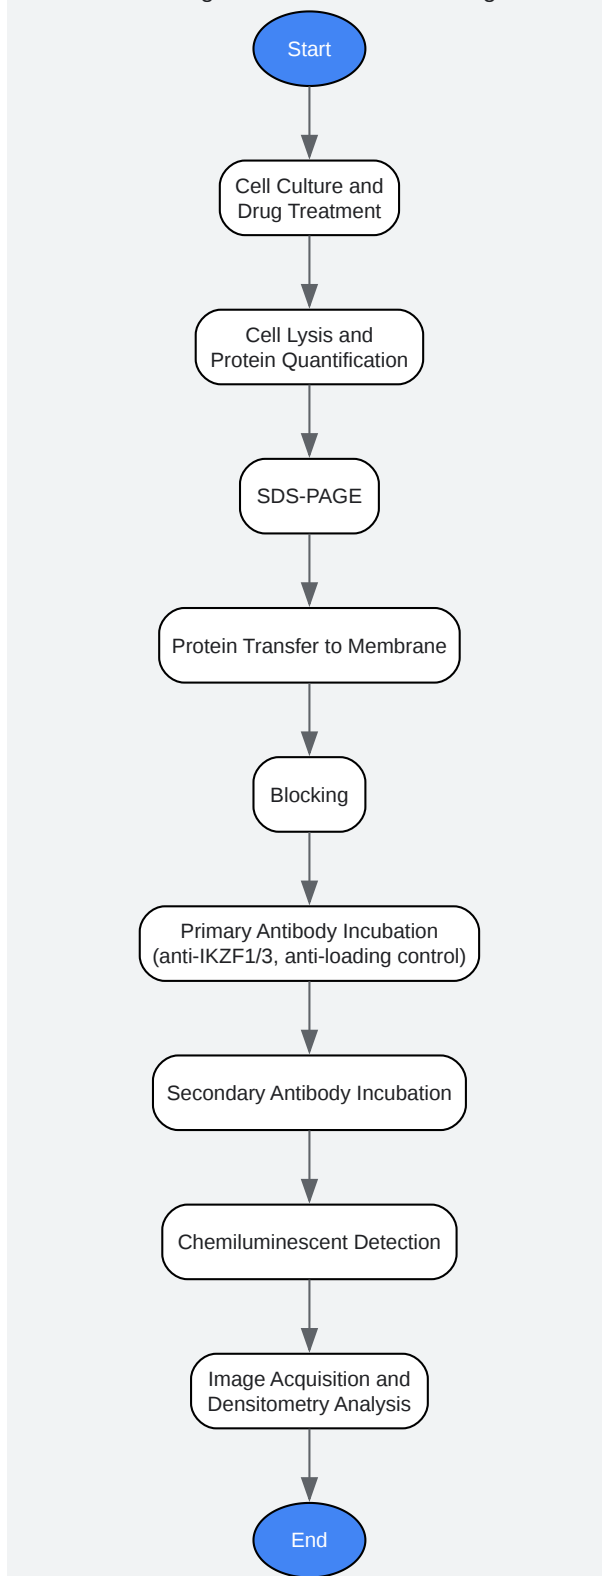 Start
Cell Culture and
Drug Treatment
Cell Lysis and
Protein Quantification
SDS-PAGE
Protein Transfer to Membrane
Blocking
Primary Antibody Incubation
(anti-IKZF1/3, anti-loading control)
Secondary Antibody Incubation
Chemiluminescent Detection
Image Acquisition and
Densitometry Analysis
End